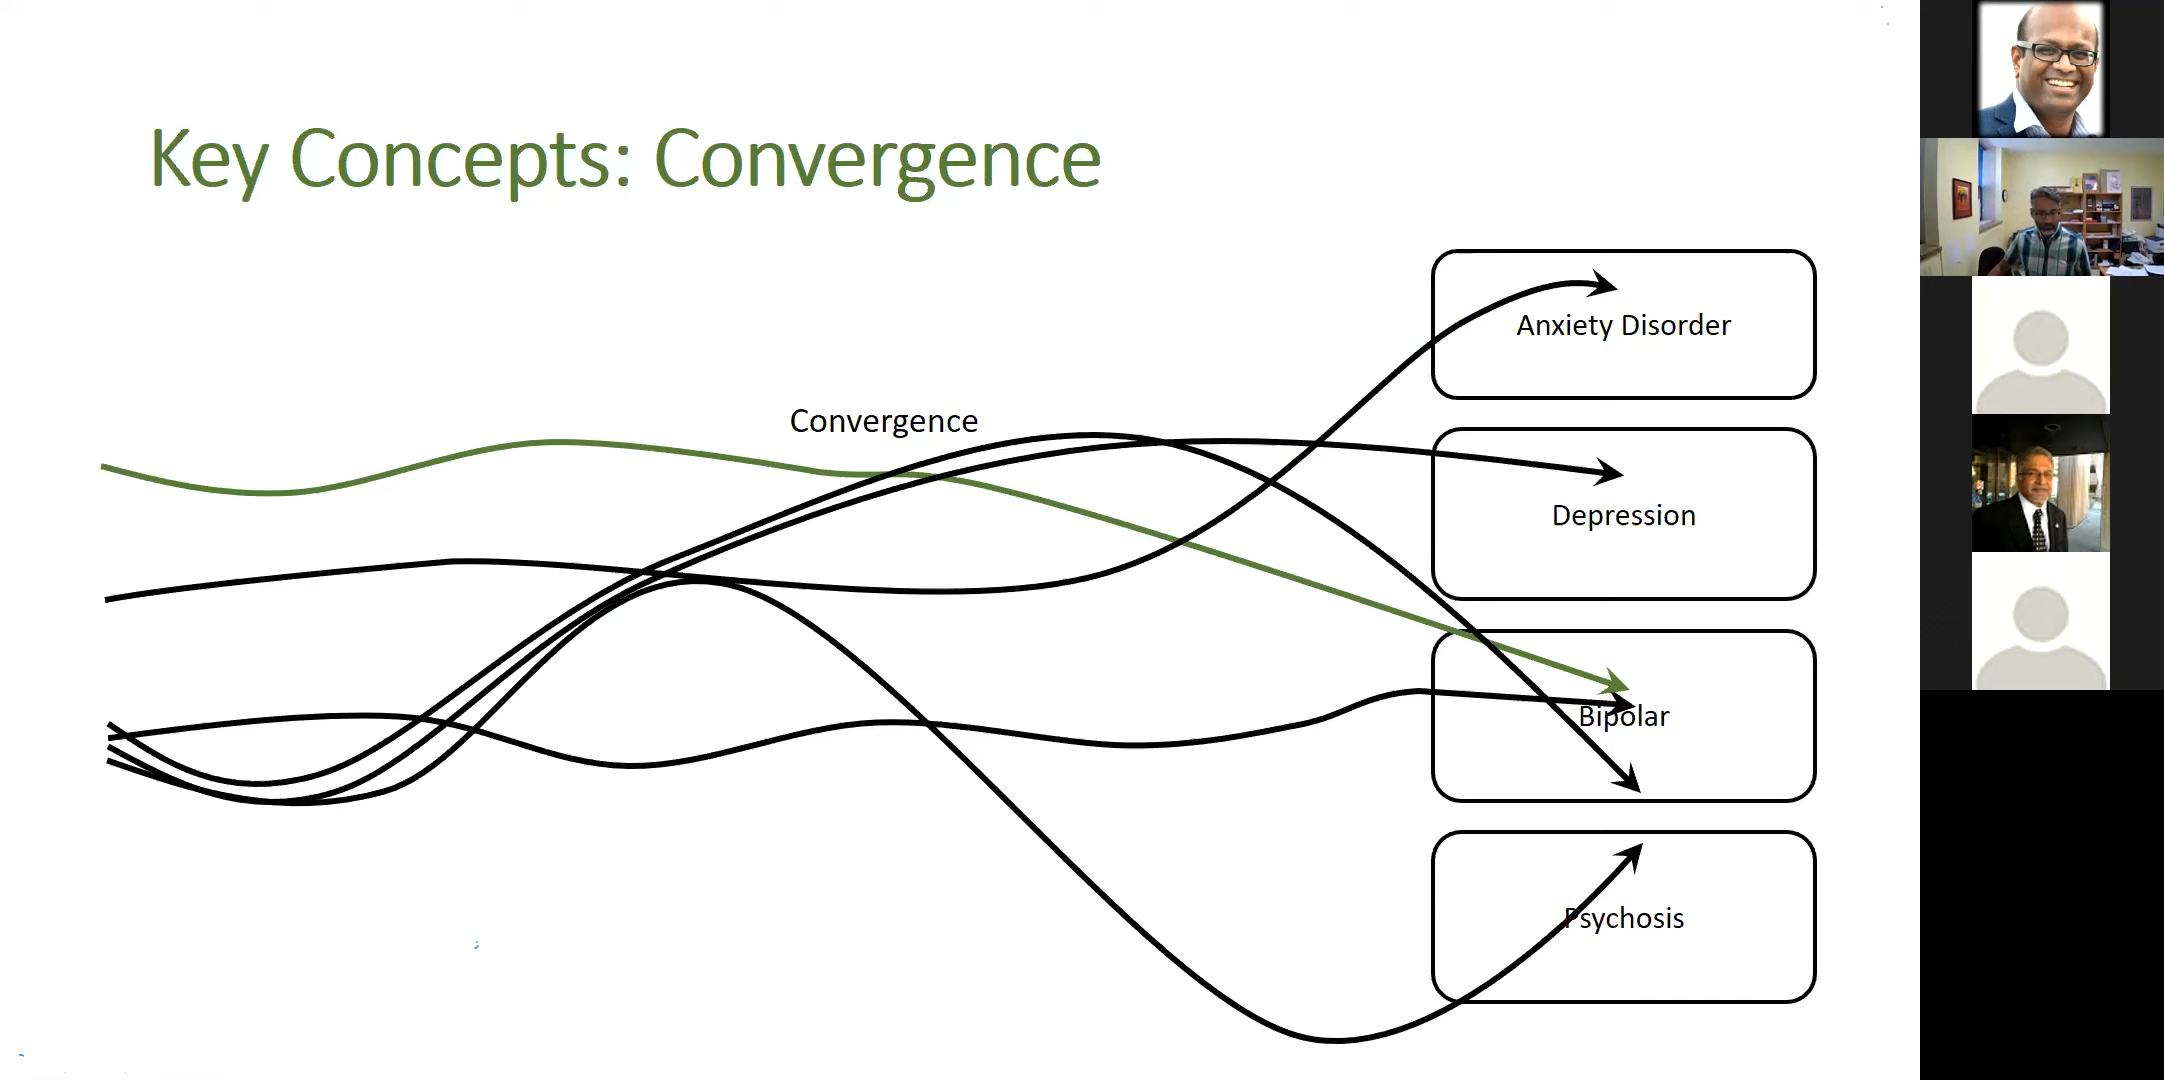 Key Concepts: Convergence
Convergence
Anxiety Disorder
Depression
Bipolar
Psychosis